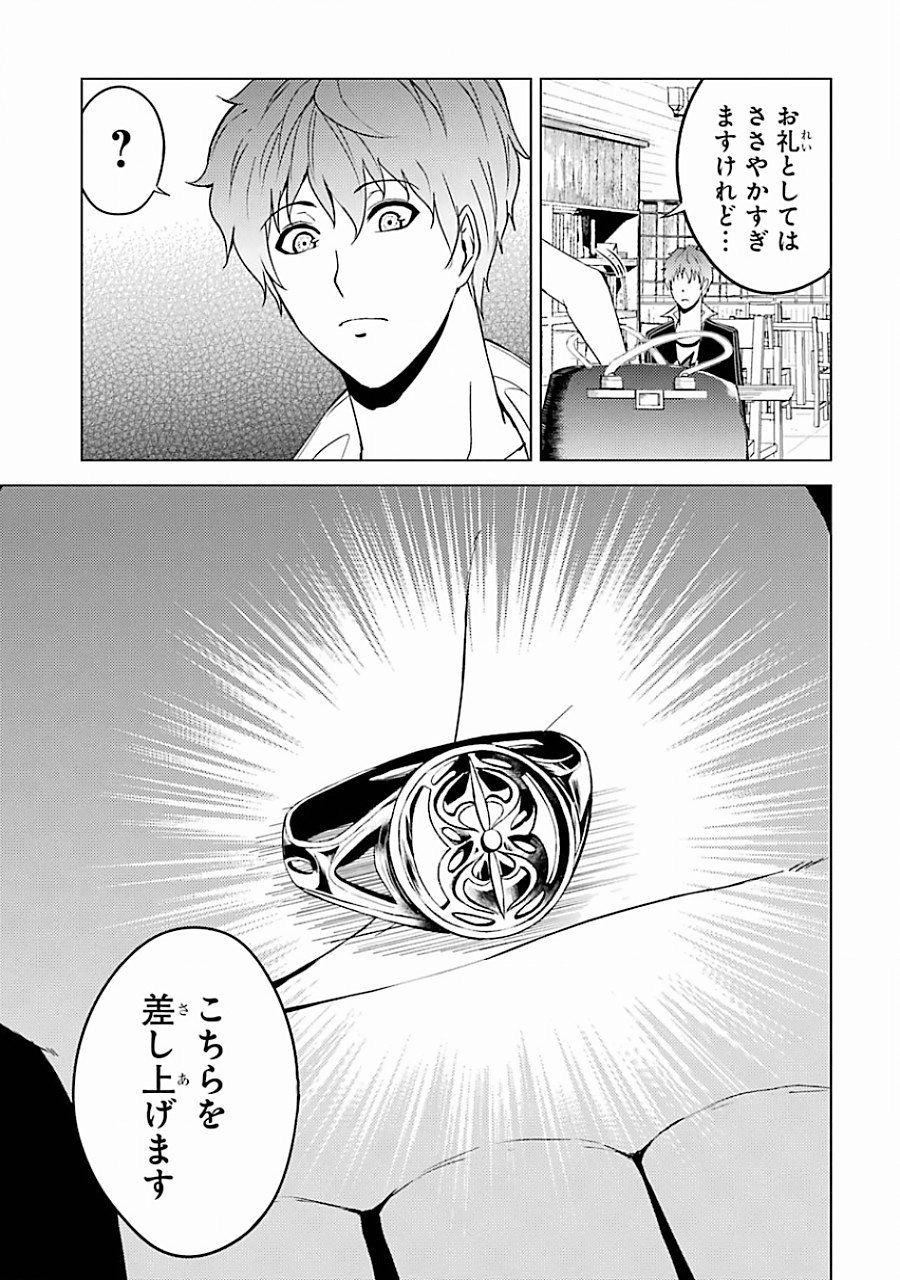 お礼としては
ささやかすぎ
ますけれど…
？
こちらを
差し上げます